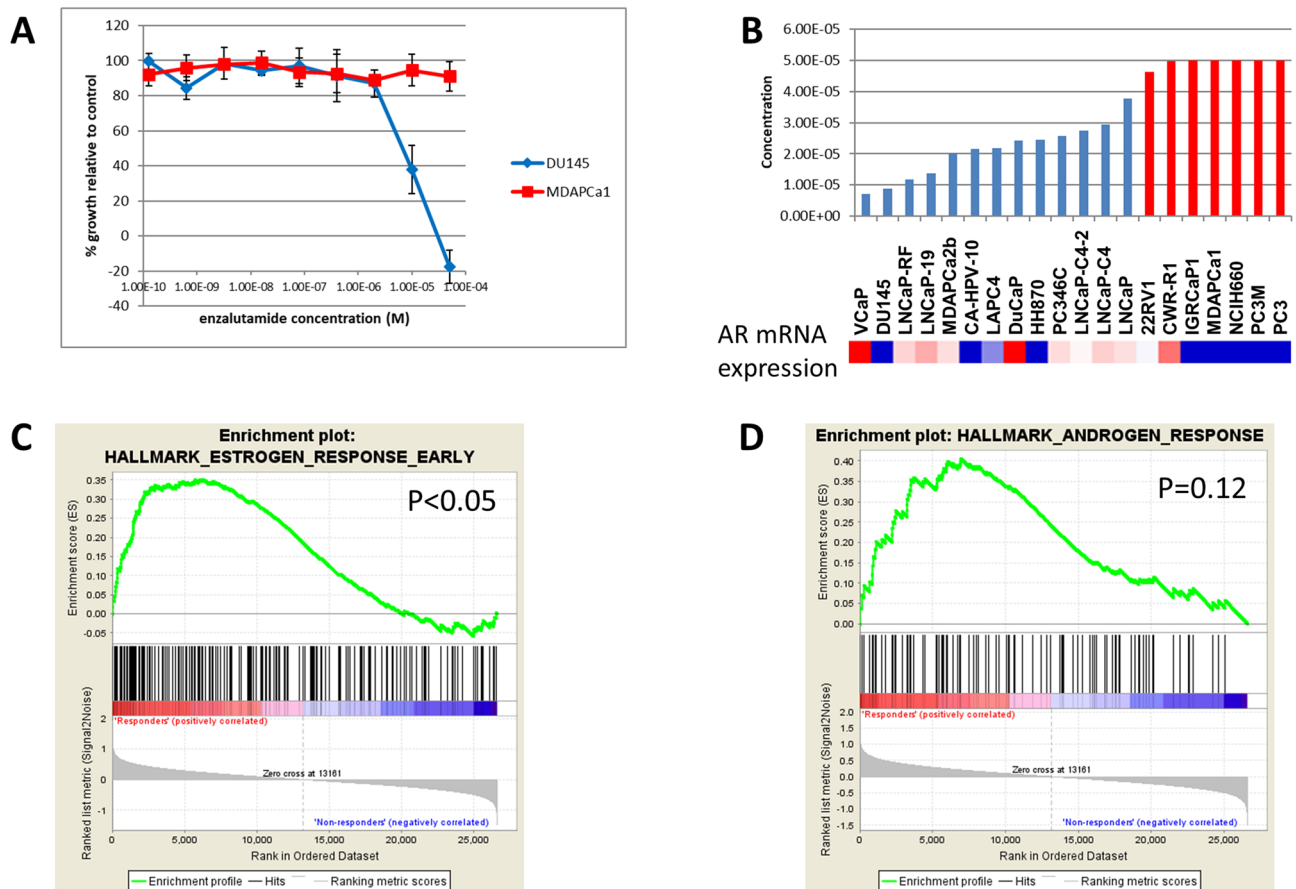 A
120
100
80
60
40
20
0
-20
-40
% growth relative to control
1.00E-10 1.00E-09 1.00E-08 1.00E-07 1.00E-06 1.00E-05 1.00E-04
enzalutamide concentration (M)
DU145
MDAPCa1
B
6.00E-05
5.00E-05
4.00E-05
3.00E-05
2.00E-05
1.00E-05
0.00E+00
Concentration
VCaP
DU145
LNCaP-RF
LNCaP-19
MDAPCa2b
CA-HPV-10
LAPC4
DuCaP
HH870
PC346C
LNCaP-C4-2
LNCaP-C4
LNCaP
22RV1
CWR-R1
IGRCaP1
MDAPCa1
NCIH660
PC3M
PC3
AR mRNA
expression
C
Enrichment plot:
HALLMARK_ESTROGEN_RESPONSE_EARLY
P<0.05
0.35
0.30
0.25
0.20
0.15
0.10
0.05
0.00
-0.05
Enrichment score (ES)
'Responders' (positively correlated)
2
1
0
-1
Ranked list metric (Signal2Noise)
Zero cross at 13161
'Non-responders' (negatively correlated)
0 5,000 10,000 15,000 20,000 25,000
Rank in Ordered Dataset
Enrichment profile Hits Ranking metric scores
D
Enrichment plot: HALLMARK_ANDROGEN_RESPONSE
P=0.12
0.40
0.35
0.30
0.25
0.20
0.15
0.10
0.05
0.00
Enrichment score (ES)
'Responders' (positively correlated)
2.0
1.5
1.0
0.5
0.0
-0.5
-1.0
-1.5
Ranked list metric (Signal2Noise)
Zero cross at 13161
'Non-responders' (negatively correlated)
0 5,000 10,000 15,000 20,000 25,000
Rank in Ordered Dataset
Enrichment profile Hits Ranking metric scores